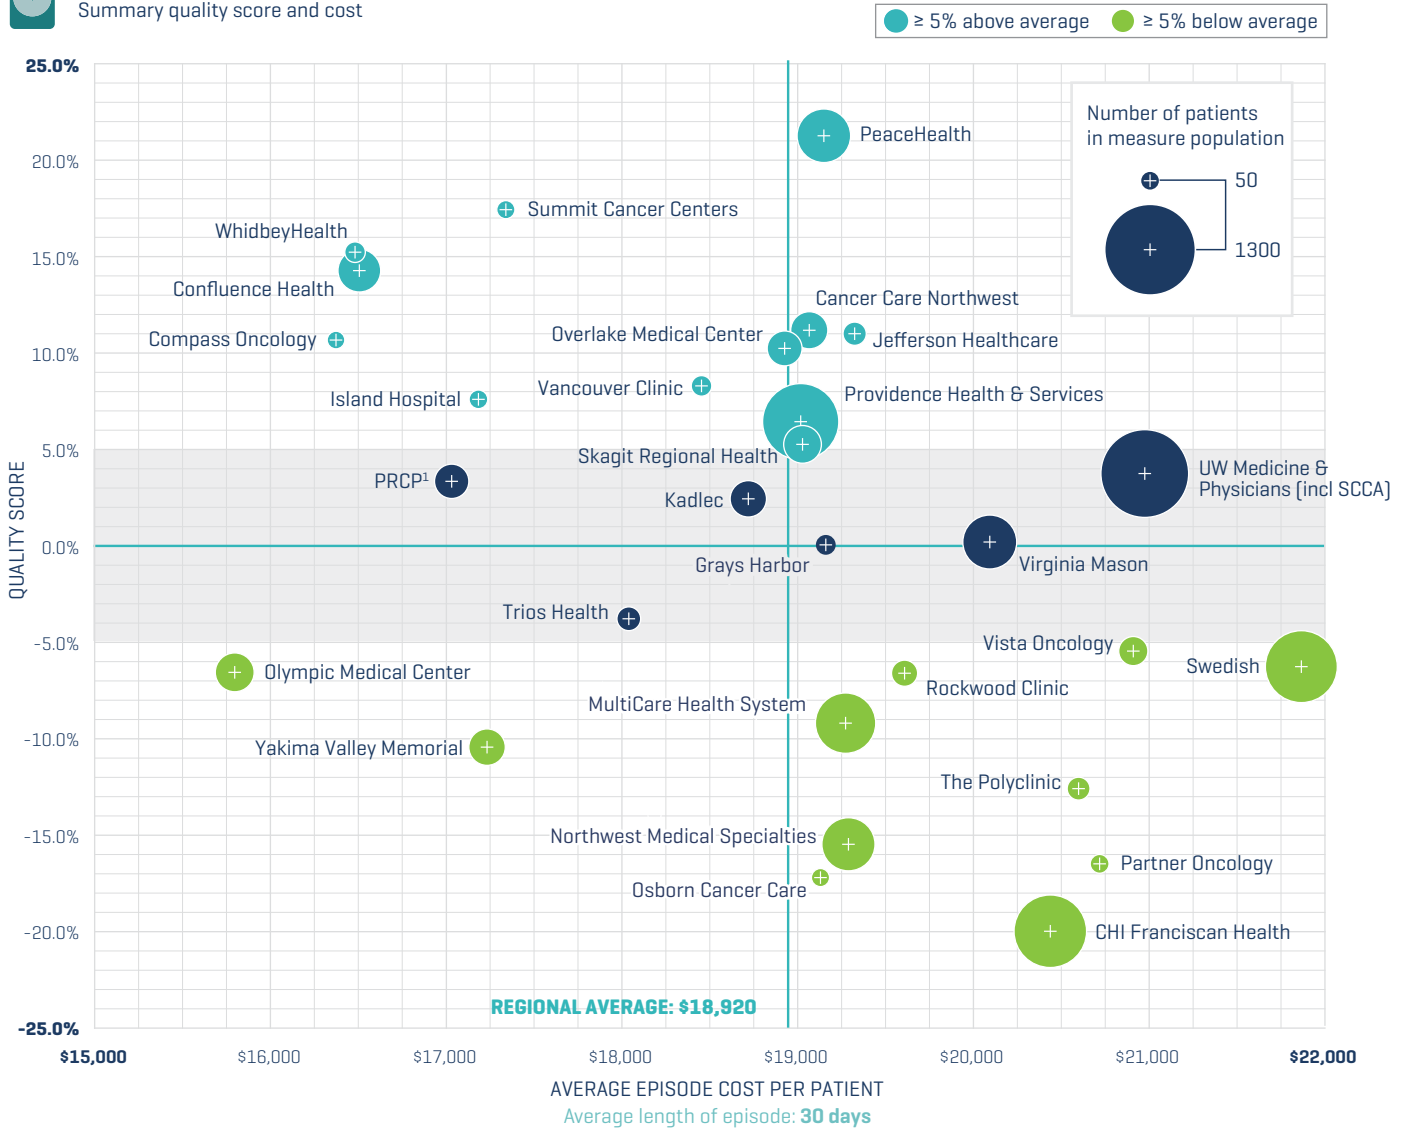 Summary quality score and cost
≥ 5% above average
≥ 5% below average
25.0%
Number of patients
in measure population
PeaceHealth
20.0%
50
Summit Cancer Centers
WhidbeyHealth
1300
15.0%
Confluence Health
Cancer Care Northwest
Overlake Medical Center
Compass Oncology
Jefferson Healthcare
10.0%
Vancouver Clinic
Providence Health & Services
Island Hospital
5.0%
Skagit Regional Health
UW Medicine &
Physicians (incl SCCA)
PRCP¹
Kadlec
QUALITY SCORE
0.0%
Grays Harbor
Virginia Mason
Trios Health
-5.0%
Vista Oncology
Swedish
Olympic Medical Center
Rockwood Clinic
MultiCare Health System
-10.0%
Yakima Valley Memorial
The Polyclinic
-15.0%
Northwest Medical Specialties
Partner Oncology
Osborn Cancer Care
-20.0%
CHI Franciscan Health
REGIONAL AVERAGE: $18,920
-25.0%
$15,000
$16,000
$17,000
$18,000
$19,000
$20,000
$21,000
$22,000
AVERAGE EPISODE COST PER PATIENT
Average length of episode: 30 days